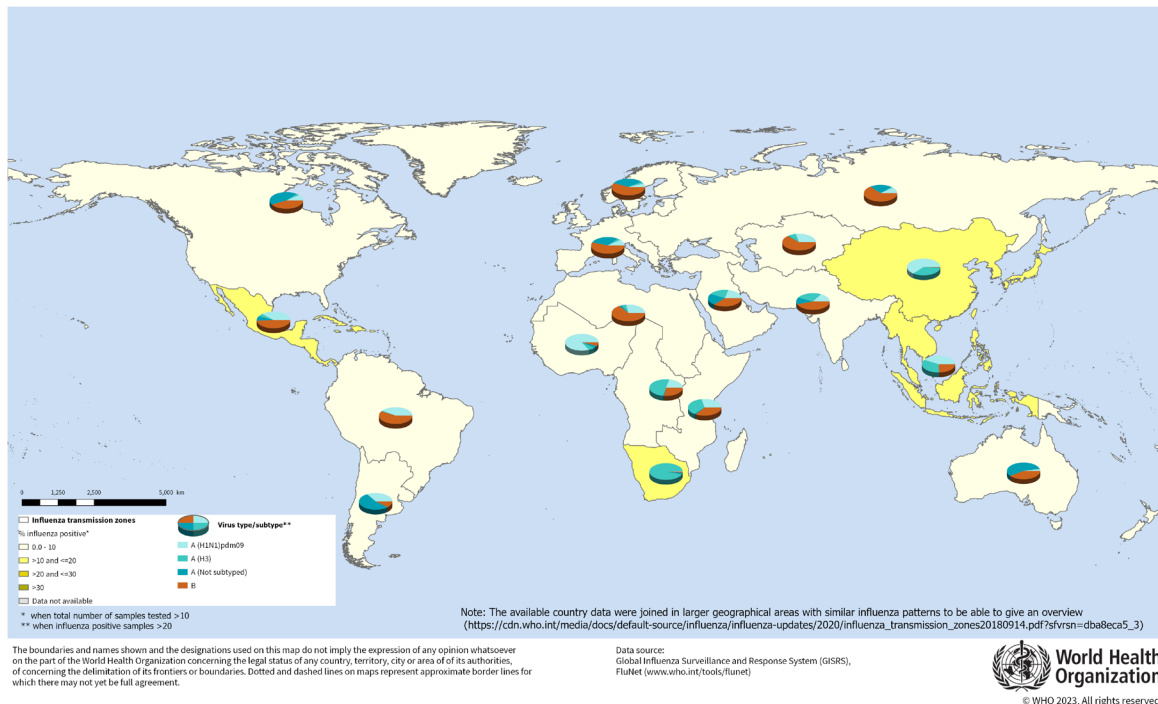 0 1,250 2,500 5,000 km
Influenza transmission zones
% influenza positive*
0.0 - 10
>10 and <=20
>20 and <=30
>30
Data not available
Virus type/subtype**
A (H1N1)pdm09
A (H3)
A (Not subtyped)
B
* when total number of samples tested >10
** when influenza positive samples >20
Note: The available country data were joined in larger geographical areas with similar influenza patterns to be able to give an overview
(https://cdn.who.int/media/docs/default-source/influenza/influenza-updates/2020/influenza_transmission_zones20180914.pdf?sfvrsn=dba8eca5_3)
The boundaries and names shown and the designations used on this map do not imply the expression of any opinion whatsoever
on the part of the World Health Organization concerning the legal status of any country, territory, city or area of of its authorities,
of concerning the delimitation of its frontiers or boundaries. Dotted and dashed lines on maps represent approximate border lines for
which there may not yet be full agreement.
Data source:
Global Influenza Surveillance and Response System (GISRS),
FluNet (www.who.int/tools/flunet)
World Health
Organization
© WHO 2023. All rights reserved